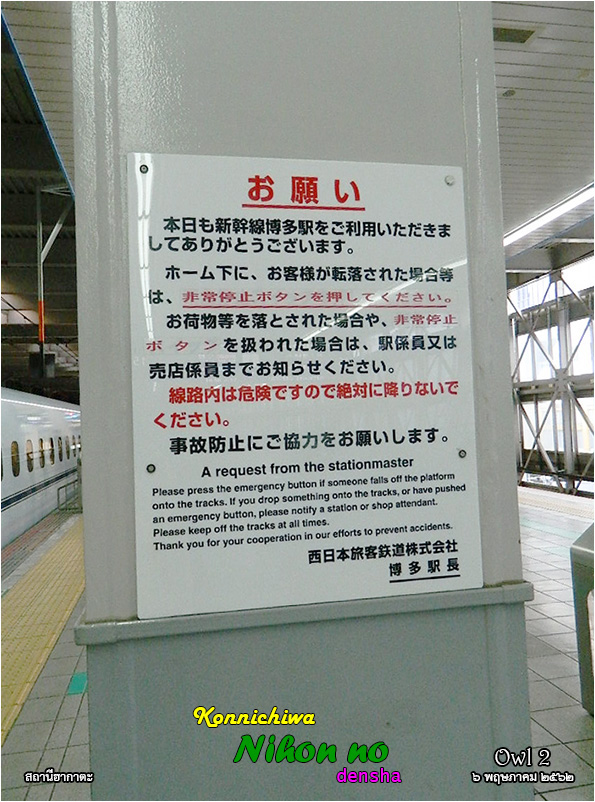 お願い
本日も新幹線博多駅をご利用いただきま
してありがとうございます。
ホーム下に、お客様が転落された場合等
は、非常停止ボタンを押してください。
お荷物等を落とされた場合や、非常停止
ボタンを扱われた場合は、駅係員又は
売店係員までお知らせください。
線路内は危険ですので絶対に降りないで
ください。
事故防止にご協力をお願いします。
A request from the stationmaster
Please press the emergency button if someone falls off the platform
onto the tracks. If you drop something onto the tracks, or have pushed
an emergency button, please notify a station or shop attendant.
Please keep off the tracks at all times.
Thank you for your cooperation in our efforts to prevent accidents.
西日本旅客鉄道株式会社
博多駅長
Konnichiwa
Nihon no
densha
สถานีฮากาตะ
Owl 2
๖ พฤษภาคม ๒๕๖๒